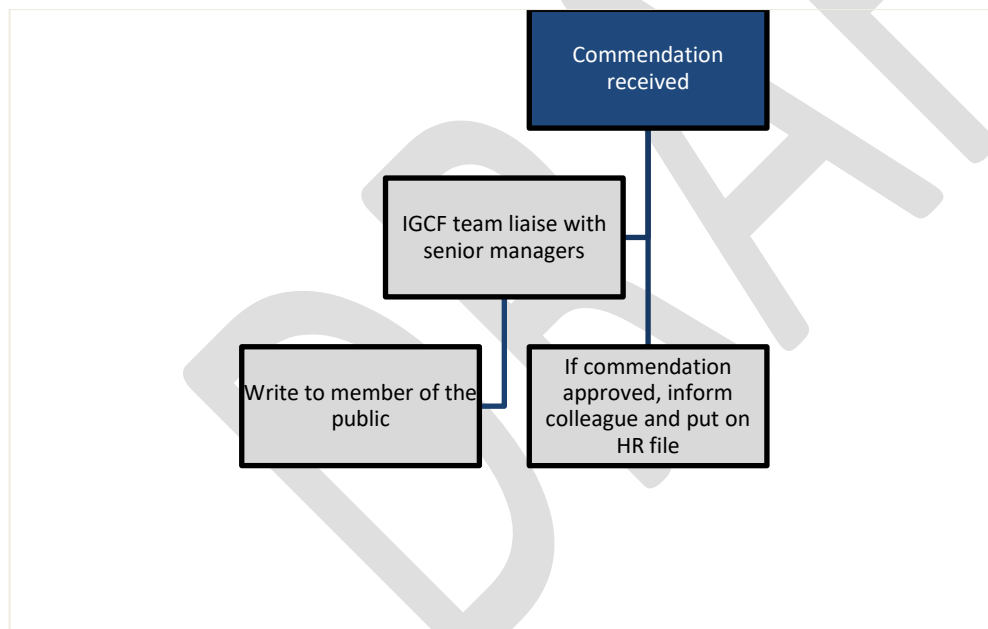 Commendation
received
IGCF team liaise with
senior managers
Write to member of the
public
If commendation
approved, inform
colleague and put on
HR file